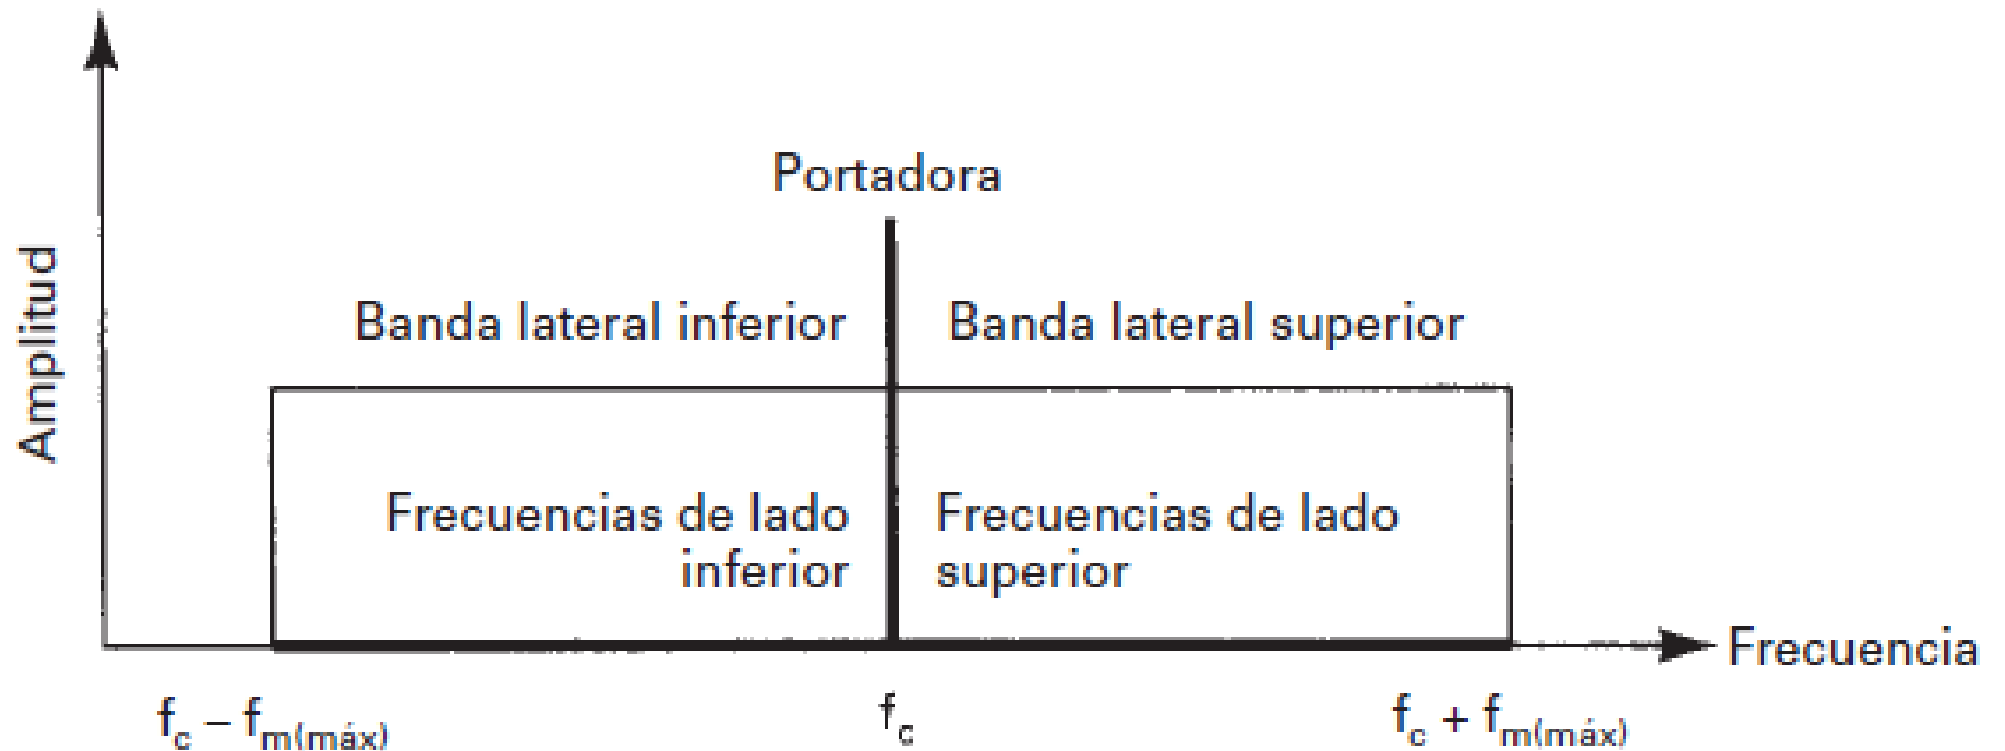 Portadora
Amplitud
Banda lateral inferior
Banda lateral superior
Frecuencias de lado
inferior
Frecuencias de lado
superior
Frecuencia
fc – fm(máx)
fc
fc + fm(máx)